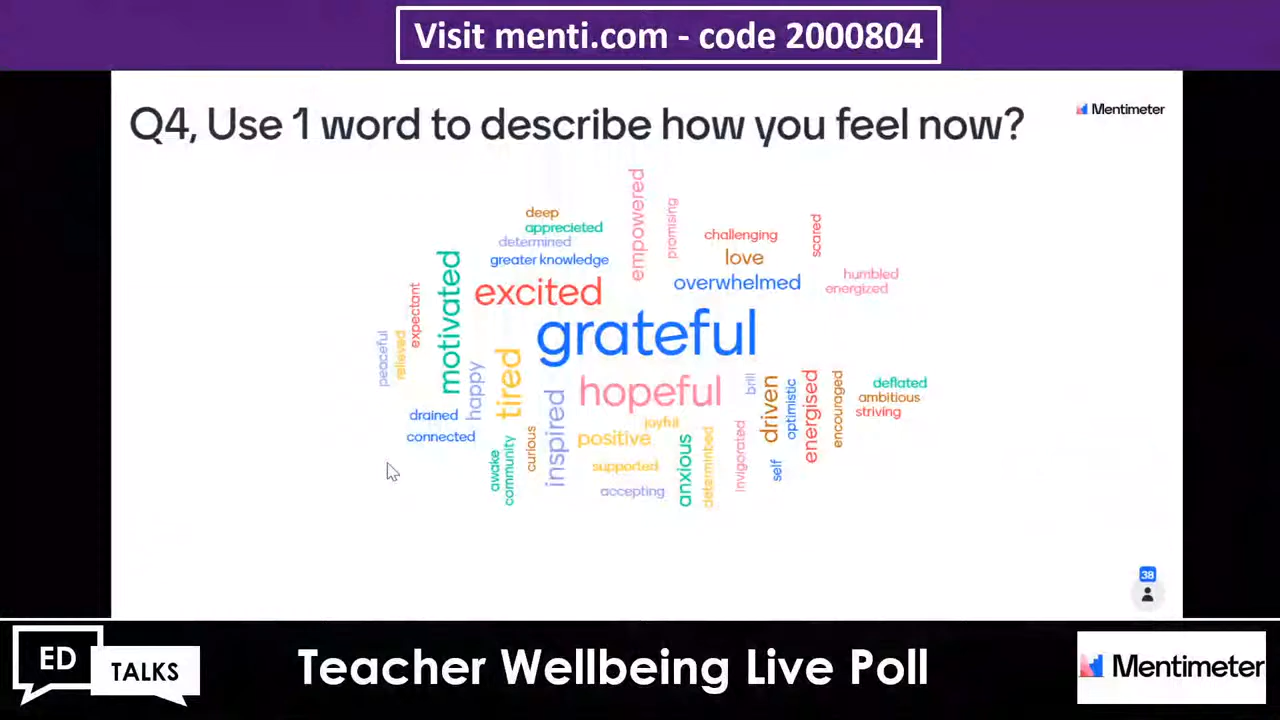 Visit menti.com - code 2000804
Q4, Use 1 word to describe how you feel now?
Mentimeter
deep
apprecieted
determined
greater knowledge
empowered
promising
challenging
love
overwhelmed
scared
humbled
energized
excited
motivated
expectant
relieved
peaceful
grateful
hopeful
tired
happy
drained
connected
awake
community
curious
inspired
joyful
positive
supported
accepting
anxious
determintied
invigorated
brill
driven
self
optimistic
energised
encouraged
deflated
ambitious
striving
38
ED
TALKS
Teacher Wellbeing Live Poll
Mentimeter